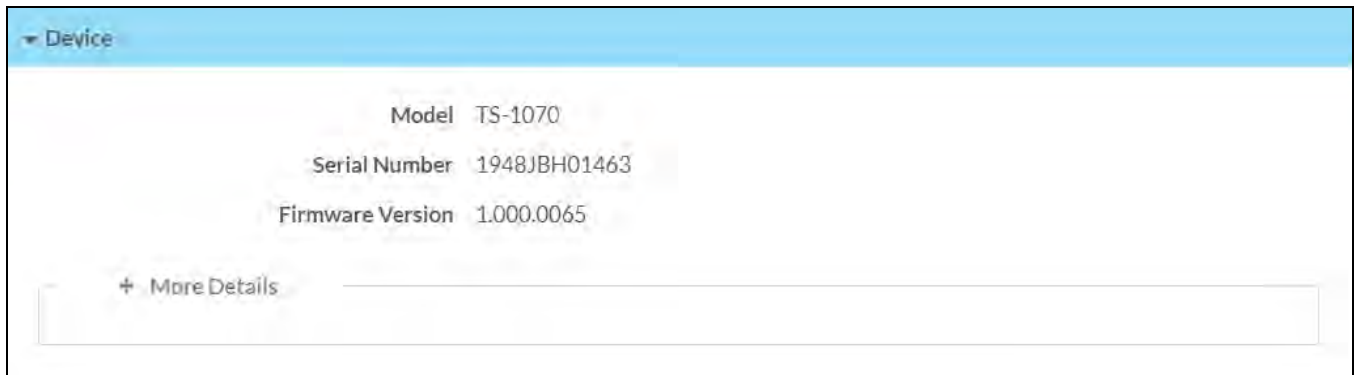 Device
Model TS-1070
Serial Number 1948JBH01463
Firmware Version 1.000.0065
+ More Details